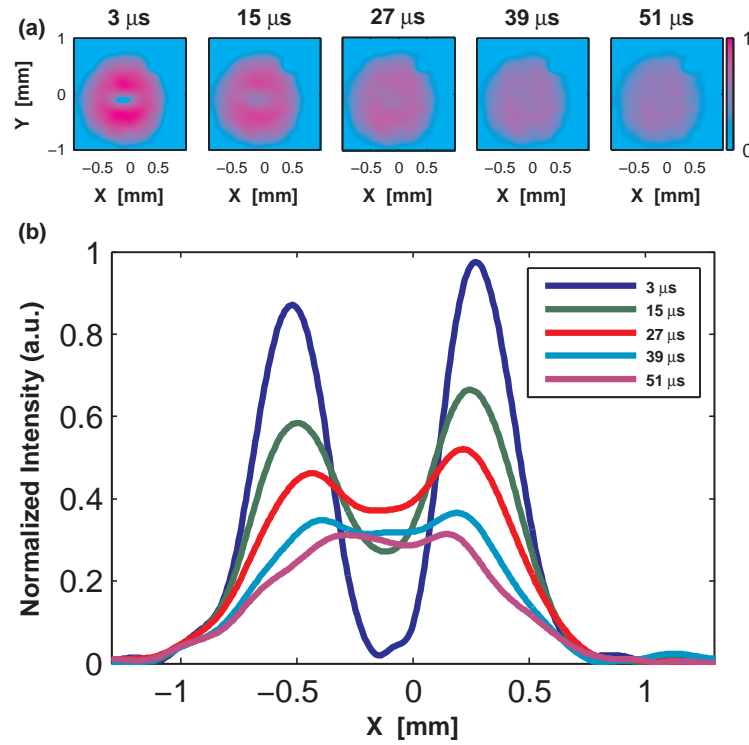 (a)
3 μs 15 μs 27 μs 39 μs 51 μs
1
0
−1
Y [mm]
−0.5 0 0.5 −0.5 0 0.5 −0.5 0 0.5 −0.5 0 0.5 −0.5 0 0.5
X [mm] X [mm] X [mm] X [mm] X [mm]
1
0
(b)
1
0.8
0.6
0.4
0.2
0
Normalized Intensity (a.u.)
3 μs
15 μs
27 μs
39 μs
51 μs
−1 −0.5 0 0.5 1
X [mm]